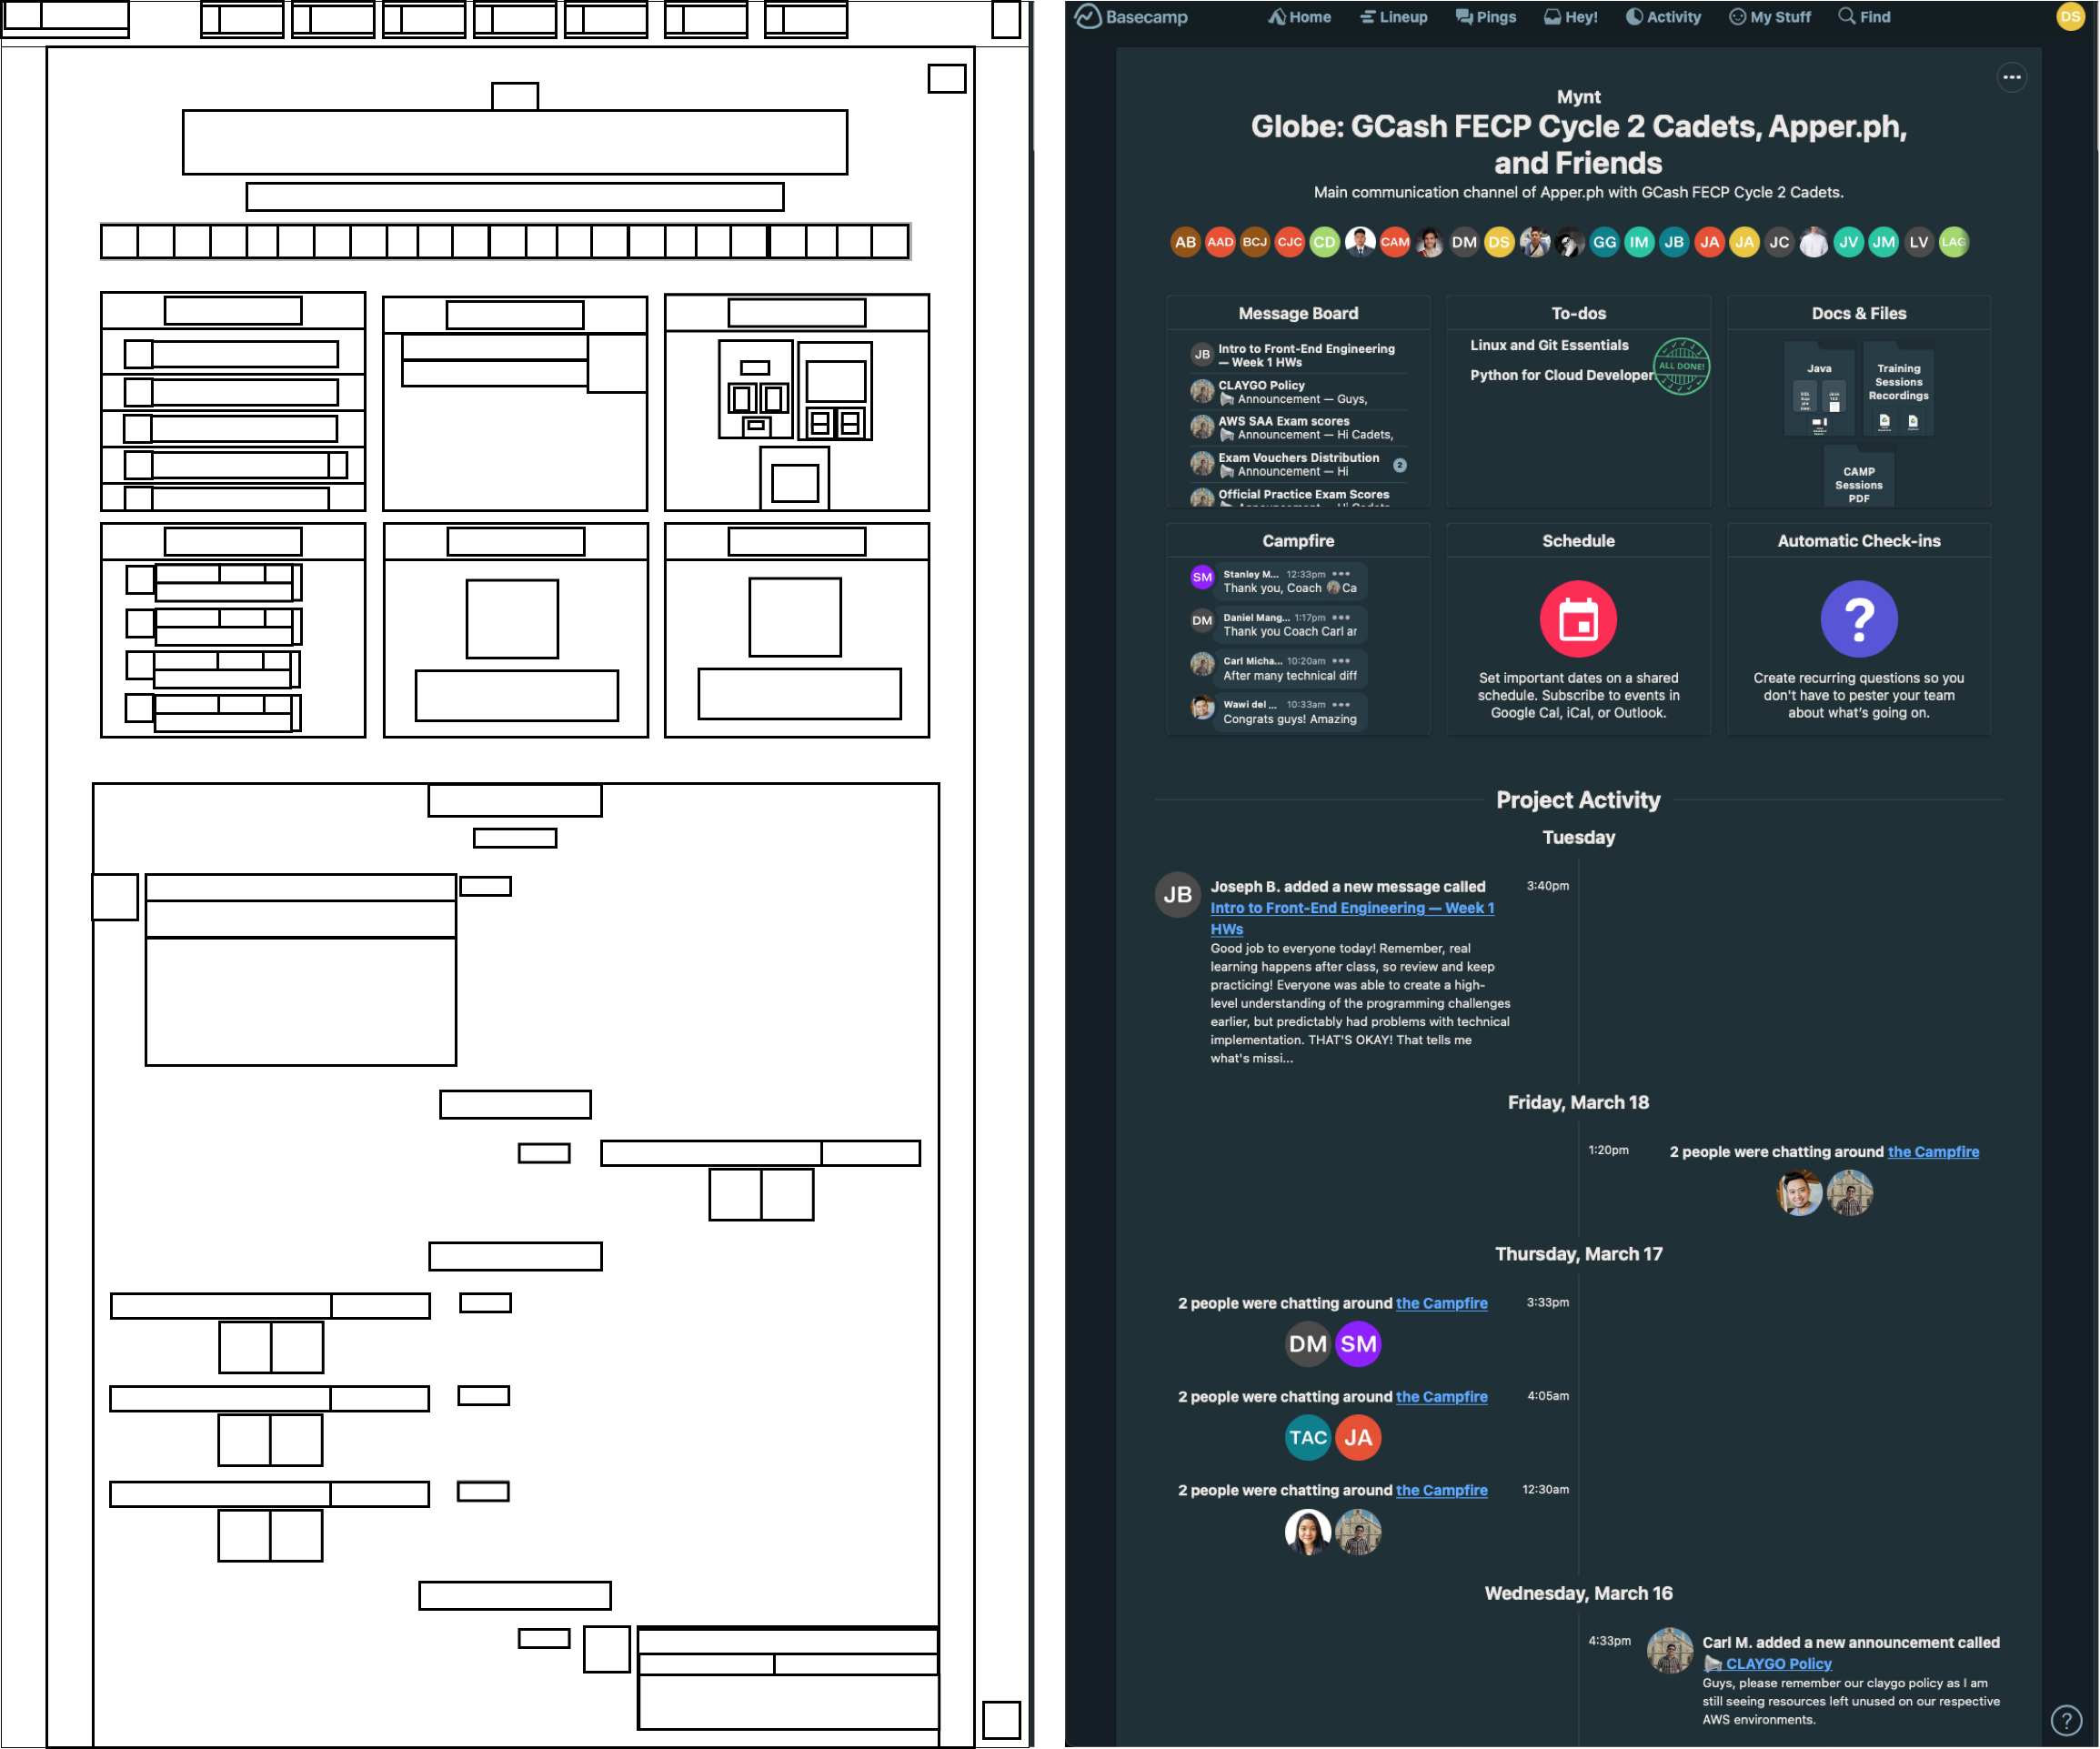 Basecamp
Home
Lineup
Pings
Hey!
Activity
My Stuff
Find
DS
Mynt
Globe: GCash FECP Cycle 2 Cadets, Apper.ph,
and Friends
Main communication channel of Apper.ph with GCash FECP Cycle 2 Cadets.
AB AAD BCJ CJC CD CAM DM DS GG IM JB JA JA JC JV JM LV LAG
Message Board
JB
Intro to Front-End Engineering
— Week 1 HWs
CLAYGO Policy
Announcement — Guys,
AWS SAA Exam scores
Announcement — Hi Cadets,
Exam Vouchers Distribution
Announcement — Hi
2
Official Practice Exam Scores
To-dos
Linux and Git Essentials
Python for Cloud Developer
ALL DONE!
Docs & Files
Java
Training
Sessions
Recordings
CAMP
Sessions
PDF
Campfire
SM
Stanley M... 12:33pm
Thank you, Coach Ca
DM
Daniel Mang... 1:17pm
Thank you Coach Carl ar
Carl Micha... 10:20am
After many technical diff
Wawi del ... 10:33am
Congrats guys! Amazing
Schedule
Set important dates on a shared
schedule. Subscribe to events in
Google Cal, iCal, or Outlook.
Automatic Check-ins
?
Create recurring questions so you
don't have to pester your team
about what's going on.
Project Activity
Tuesday
JB
Joseph B. added a new message called
Intro to Front-End Engineering — Week 1
HWs
3:40pm
Good job to everyone today! Remember, real
learning happens after class, so review and keep
practicing! Everyone was able to create a high-
level understanding of the programming challenges
earlier, but predictably had problems with technical
implementation. THAT'S OKAY! That tells me
what's missi...
Friday, March 18
1:20pm
2 people were chatting around the Campfire
Thursday, March 17
2 people were chatting around the Campfire
3:33pm
DM SM
2 people were chatting around the Campfire
4:05am
TAC JA
2 people were chatting around the Campfire
12:30am
Wednesday, March 16
4:33pm
Carl M. added a new announcement called
CLAYGO Policy
Guys, please remember our claygo policy as I am
still seeing resources left unused on our respective
AWS environments.
?